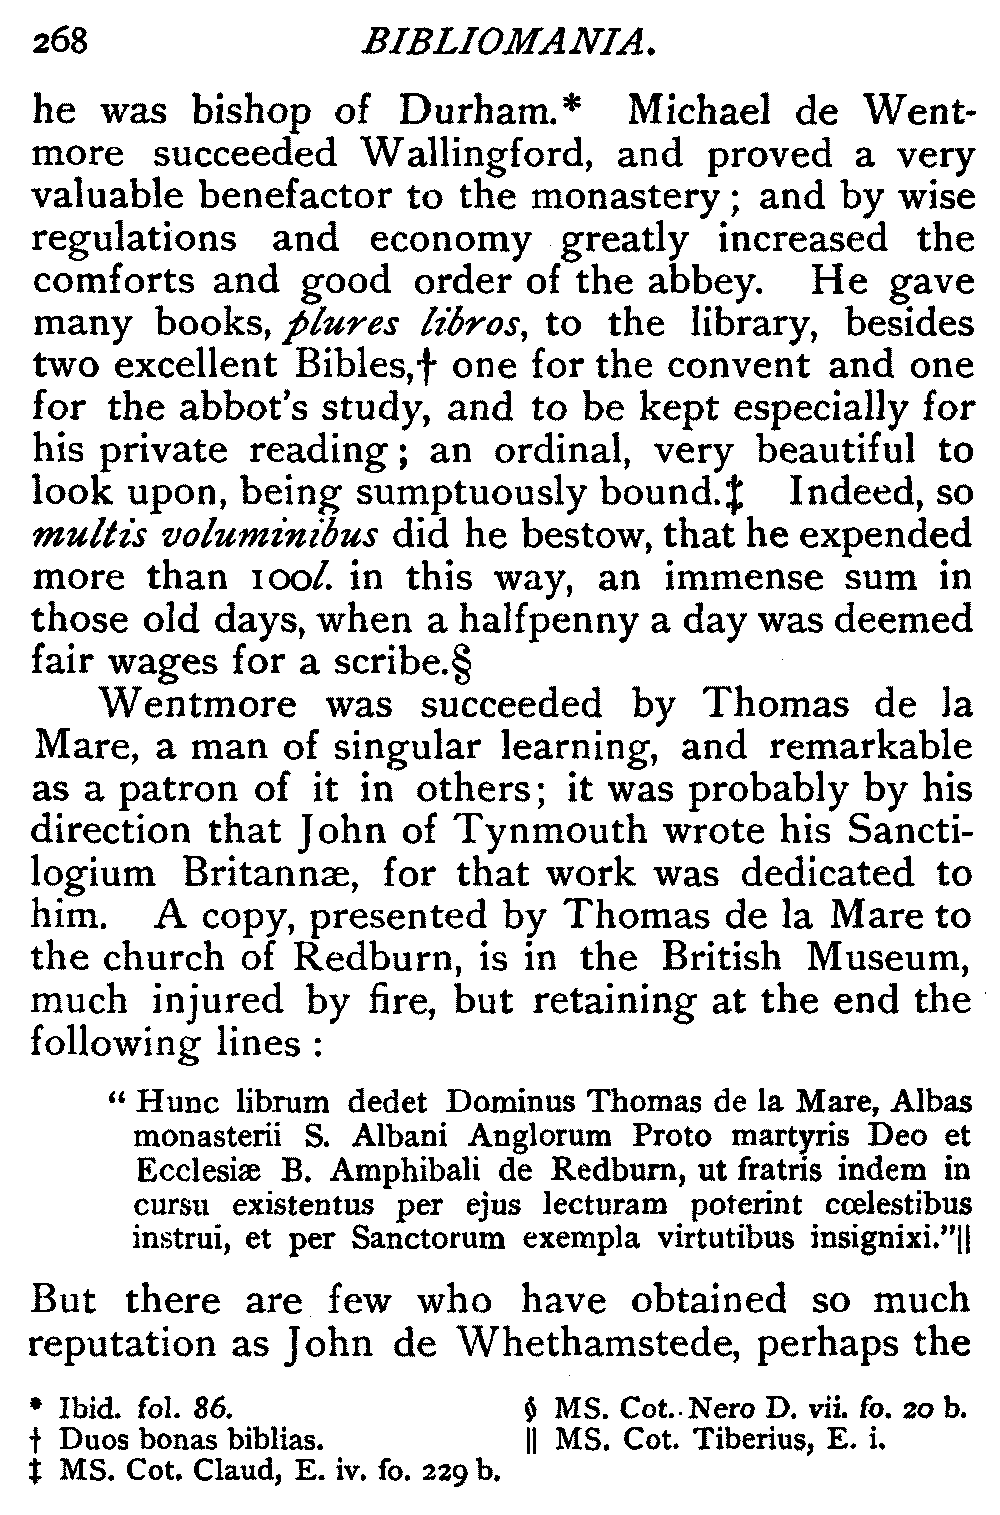 268 BIBLIOMANIA.
he was bishop of Durham.* Michael de Went-
more succeeded Wallingford, and proved a very
valuable benefactor to the monastery; and by wise
regulations and economy greatly increased the
comforts and good order of the abbey. He gave
many books, plures libros, to the library, besides
two excellent Bibles,† one for the convent and one
for the abbot's study, and to be kept especially for
his private reading; an ordinal, very beautiful to
look upon, being sumptuously bound.‡ Indeed, so
multis voluminibus did he bestow, that he expended
more than 100l. in this way, an immense sum in
those old days, when a halfpenny a day was deemed
fair wages for a scribe.§
Wentmore was succeeded by Thomas de la
Mare, a man of singular learning, and remarkable
as a patron of it in others; it was probably by his
direction that John of Tynmouth wrote his Sancti-
logium Britannæ, for that work was dedicated to
him. A copy, presented by Thomas de la Mare to
the church of Redburn, is in the British Museum,
much injured by fire, but retaining at the end the
following lines :
“ Hunc librum dedet Dominus Thomas de la Mare, Albas
monasterii S. Albani Anglorum Proto martyris Deo et
Ecclesiæ B. Amphibali de Redburn, ut fratris indem in
cursu existentus per ejus lecturam poterint cœlestibus
instrui, et per Sanctorum exempla virtutibus insignixi.”||
But there are few who have obtained so much
reputation as John de Whethamstede, perhaps the
* Ibid. fol. 86.
† Duos bonas biblias.
‡ MS. Cot. Claud, E. iv. fo. 229 b.
§ MS. Cot. Nero D. vii. fo. 20 b.
|| MS. Cot. Tiberius, E. i.